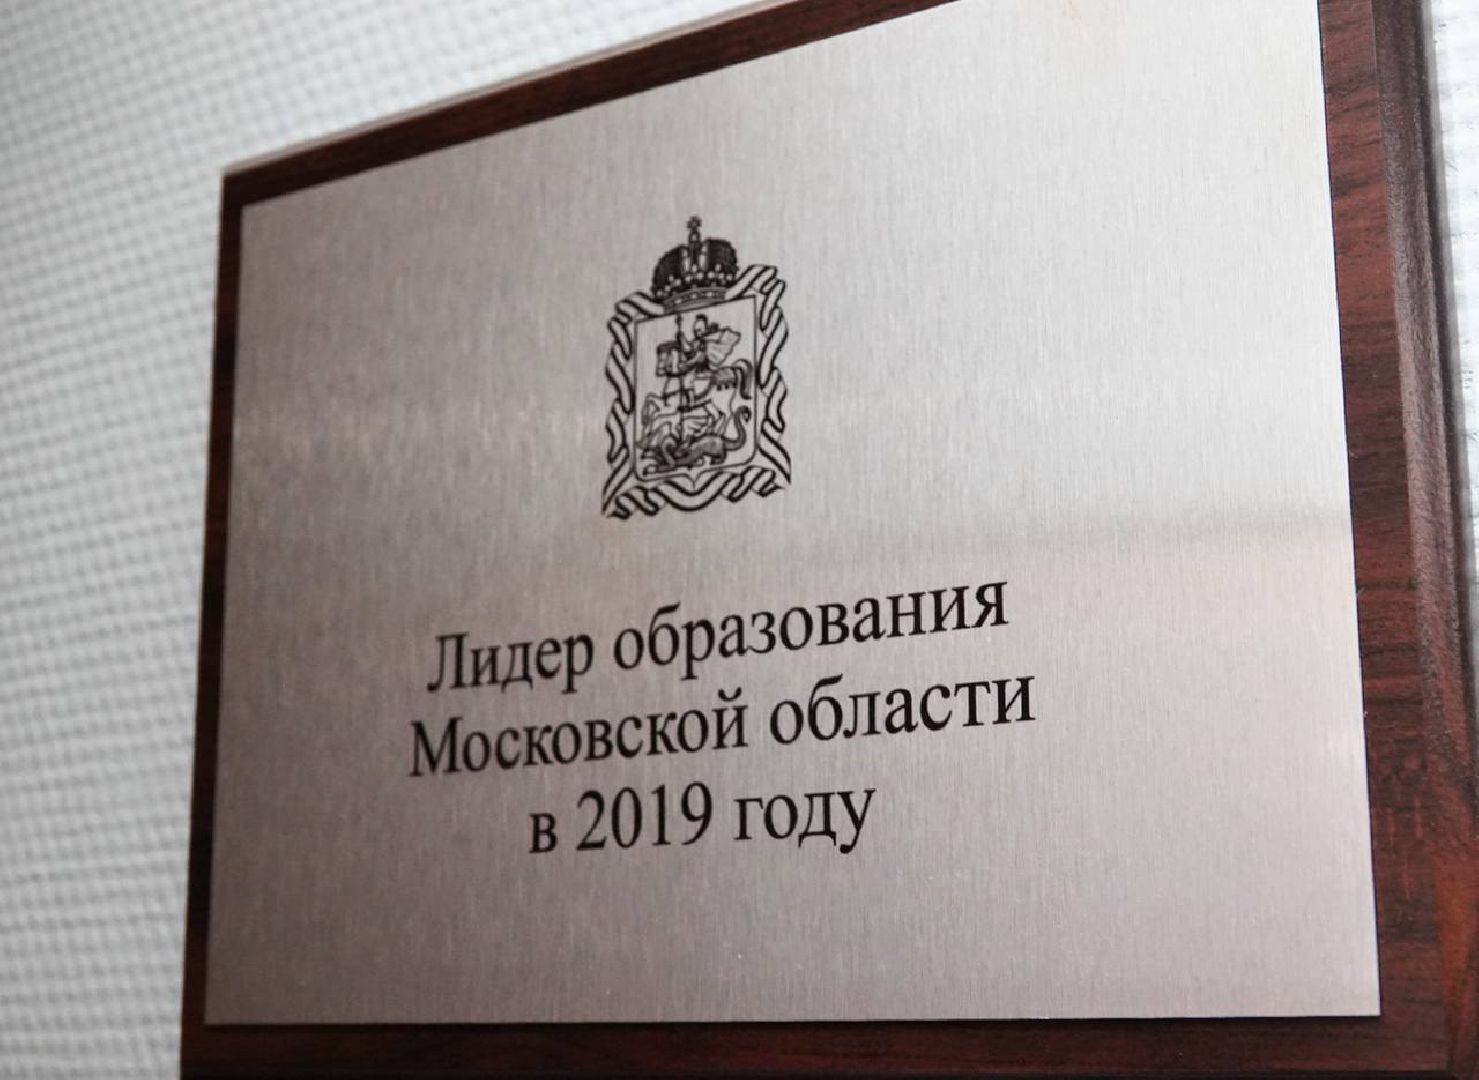 Лидер образования
Московской области
в 2019 году